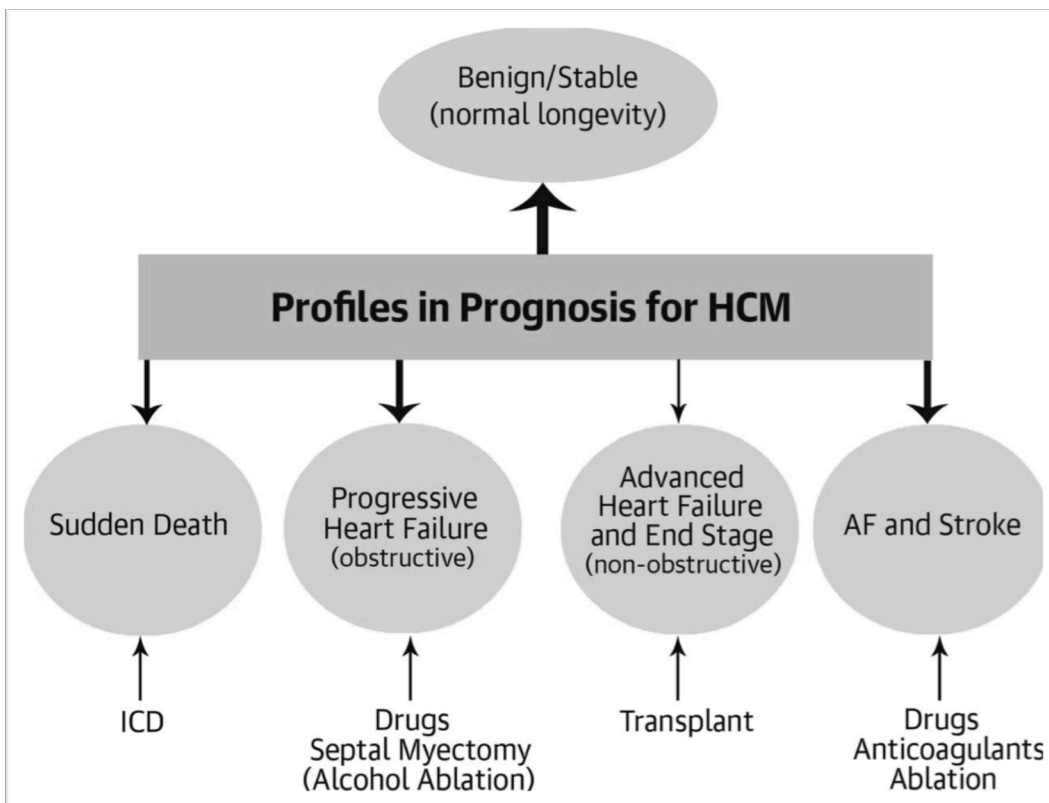 Benign/Stable
(normal longevity)
Profiles in Prognosis for HCM
Sudden Death
Progressive
Heart Failure
(obstructive)
Advanced
Heart Failure
and End Stage
(non-obstructive)
AF and Stroke
ICD
Drugs
Septal Myectomy
(Alcohol Ablation)
Transplant
Drugs
Anticoagulants
Ablation